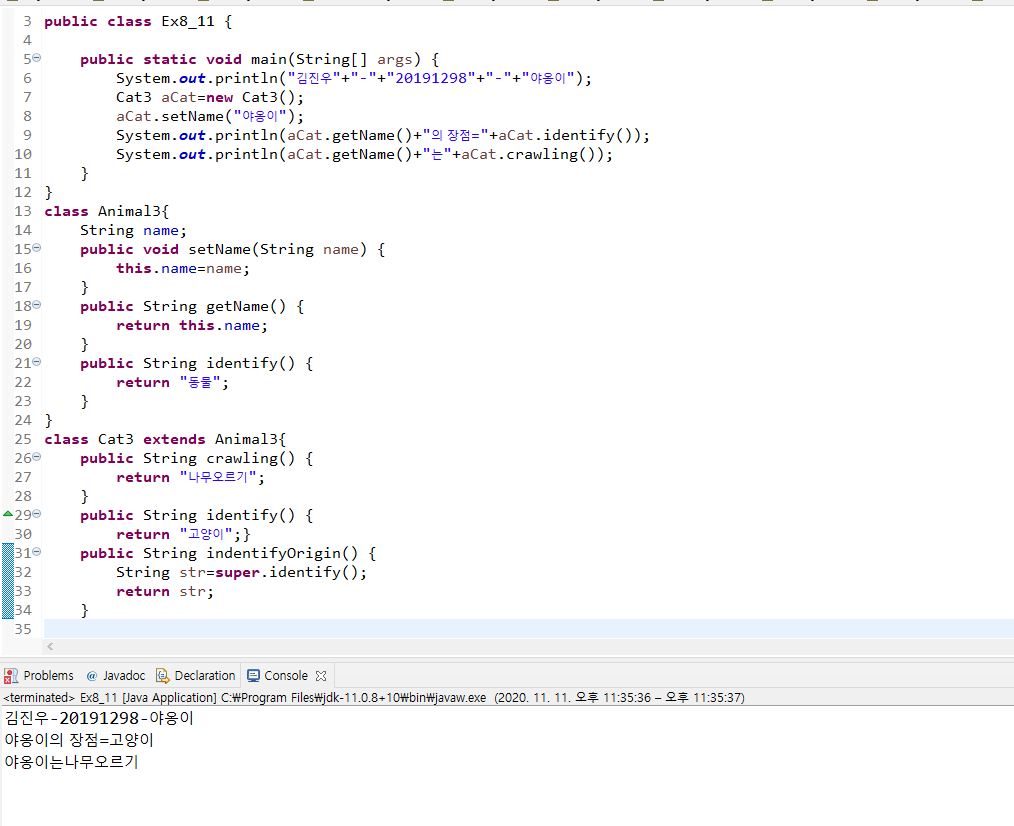 3 public class Ex8_11 {
4
5 public static void main(String[] args) {
6 System.out.println("김진우"+"-"+"20191298"+"-"+"야옹이");
7 Cat3 aCat=new Cat3();
8 aCat.setName("야옹이");
9 System.out.println(aCat.getName()+"의 장점="+aCat.identify());
10 System.out.println(aCat.getName()+"는"+aCat.crawling());
11 }
12 }
13 class Animal3{
14 String name;
15 public void setName(String name) {
16 this.name=name;
17 }
18 public String getName() {
19 return this.name;
20 }
21 public String identify() {
22 return "동물";
23 }
24 }
25 class Cat3 extends Animal3{
26 public String crawling() {
27 return "나무오르기";
28 }
29 public String identify() {
30 return "고양이";}
31 public String indentifyOrigin() {
32 String str=super.identify();
33 return str;
34 }
35
Problems @ Javadoc Declaration Console
<terminated> Ex8_11 [Java Application] C:₩Program Files₩jdk-11.0.8+10₩bin₩javaw.exe (2020. 11. 11. 오후 11:35:36 – 오후 11:35:37)
김진우-20191298-야옹이
야옹이의 장점=고양이
야옹이는나무오르기